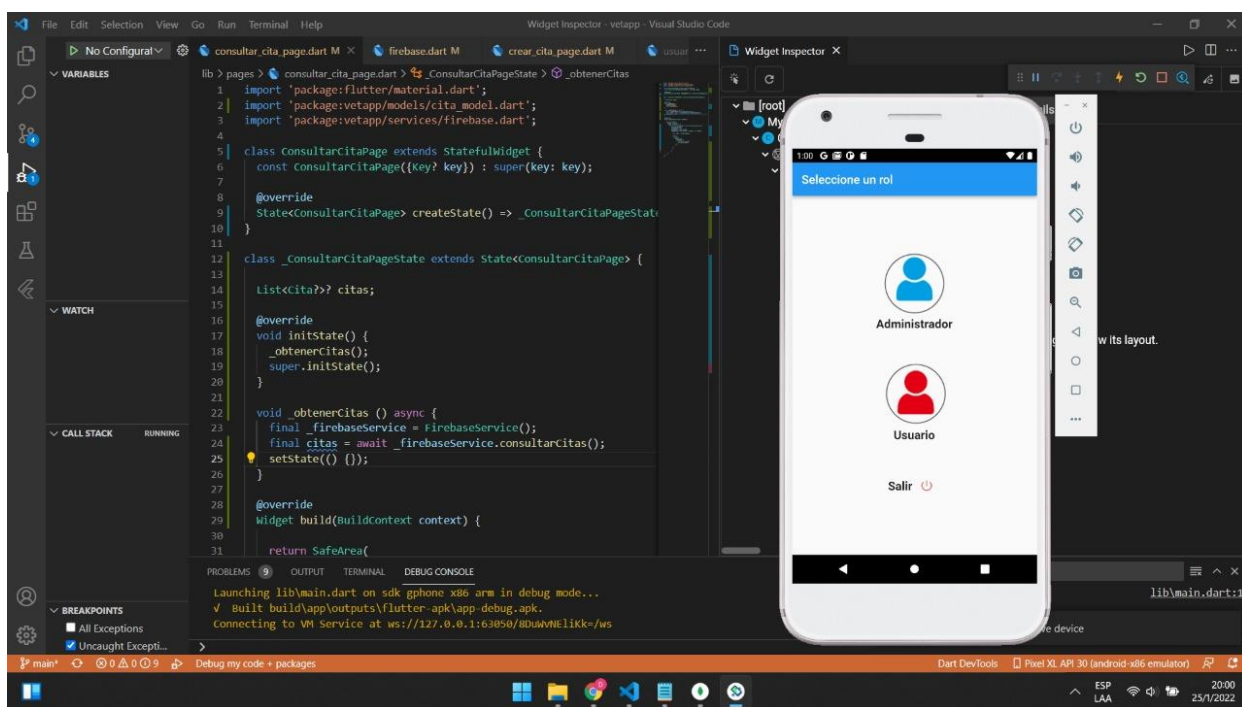 File Edit Selection View Go Run Terminal Help
Widget Inspector - vetapp - Visual Studio Code
No Configurat
consultar_cita_page.dart M
firebase.dart M
crear_cita_page.dart M
usuar
Widget Inspector
VARIABLES
WATCH
CALL STACK RUNNING
BREAKPOINTS
All Exceptions
Uncaught Excepti...
lib > pages > consultar_cita_page.dart > _ConsultarCitaPageState > _obtenerCitas
1 import 'package:flutter/material.dart';
2 import 'package:vetapp/models/cita_model.dart';
3 import 'package:vetapp/services/firebase.dart';
4
5 class ConsultarCitaPage extends StatefulWidget {
6 const ConsultarCitaPage({Key? key}) : super(key: key);
7
8 @override
9 State<ConsultarCitaPage> createState() => _ConsultarCitaPageState
10 }
11
12 class _ConsultarCitaPageState extends State<ConsultarCitaPage> {
13
14 List<Cita?>? citas;
15
16 @override
17 void initState() {
18 _obtenerCitas();
19 super.initState();
20 }
21
22 void _obtenerCitas () async {
23 final _firebaseService = FirebaseService();
24 final citas = await _firebaseService.consultarCitas();
25 setState(() {});
26 }
27
28 @override
29 Widget build(BuildContext context) {
30
31 return SafeArea(
PROBLEMS 9 OUTPUT TERMINAL DEBUG CONSOLE
Launching lib\main.dart on sdk gphone x86 arm in debug mode...
√ Built build\app\outputs\flutter-apk\app-debug.apk.
Connecting to VM Service at ws://127.0.0.1:63050/8DuWvNEliKk=/ws
>
[root]
My
1:00
Seleccione un rol
Administrador
Usuario
Salir
w its layout.
lib\main.dart:1
e device
main* 0 0 9 Debug my code + packages
Dart DevTools Pixel XL API 30 (android-x86 emulator)
ESP
LAA
20:00
25/1/2022